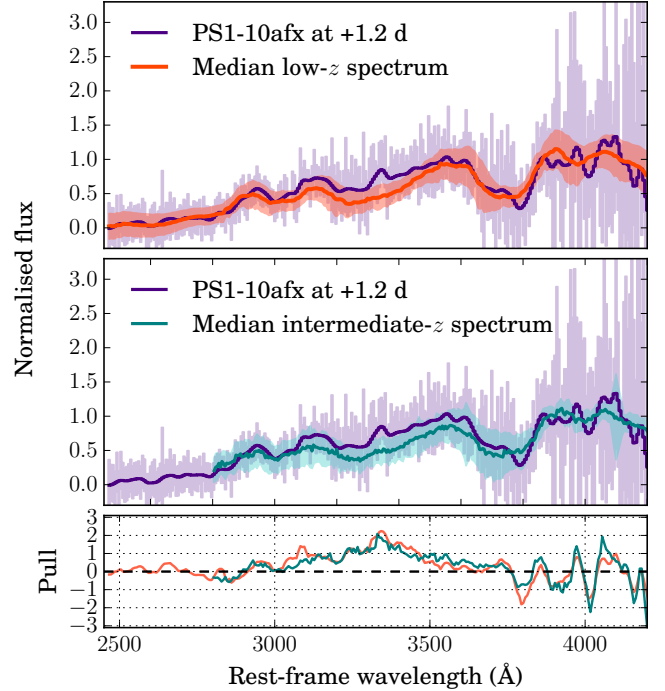 3.0
2.5
2.0
1.5
1.0
0.5
0.0
PS1-10afx at +1.2 d
Median low-z spectrum
Normalised flux
3.0
2.5
2.0
1.5
1.0
0.5
0.0
PS1-10afx at +1.2 d
Median intermediate-z spectrum
Pull
3
2
1
0
−1
−2
−3
2500 3000 3500 4000
Rest-frame wavelength (Å)